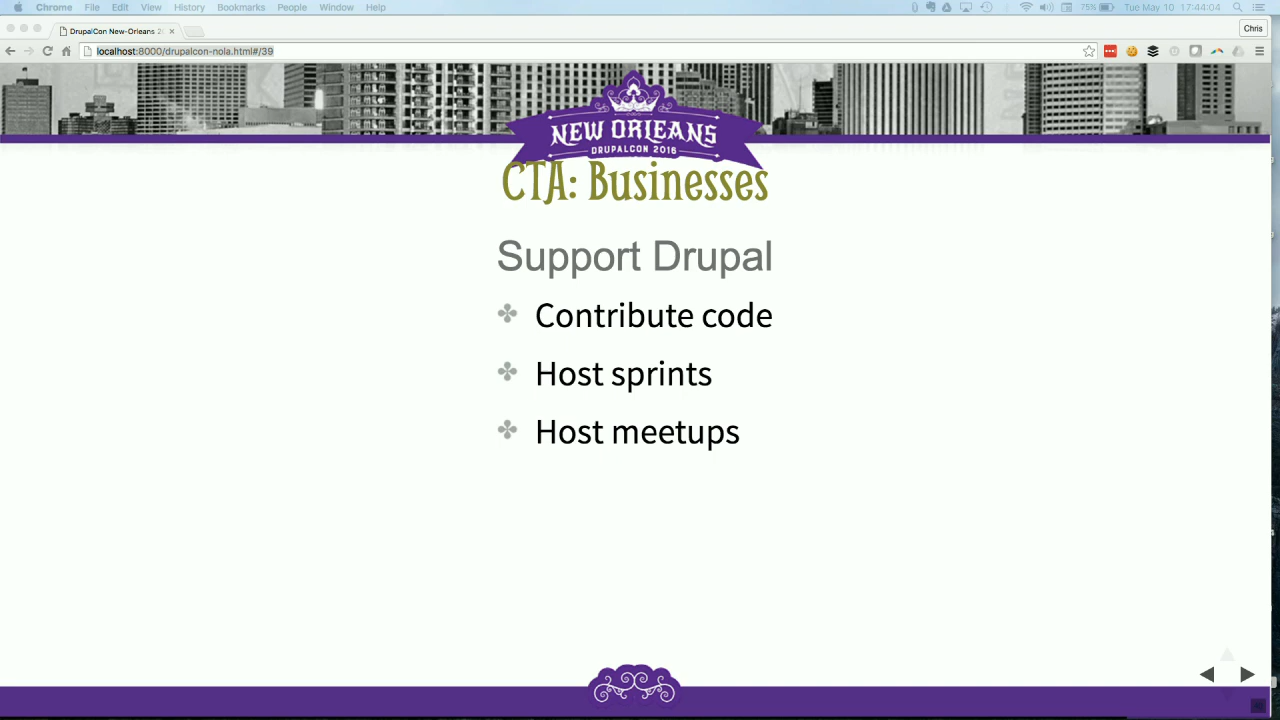 Chrome File Edit View History Bookmarks People Window Help 75% Tue May 10 17:44:04
DrupalCon New-Orleans 20
Chris
localhost:8000/drupalcon-nola.html#/39
NEW ORLEANS
DRUPALCON 2016
CTA: Businesses
Support Drupal
Contribute code
Host sprints
Host meetups